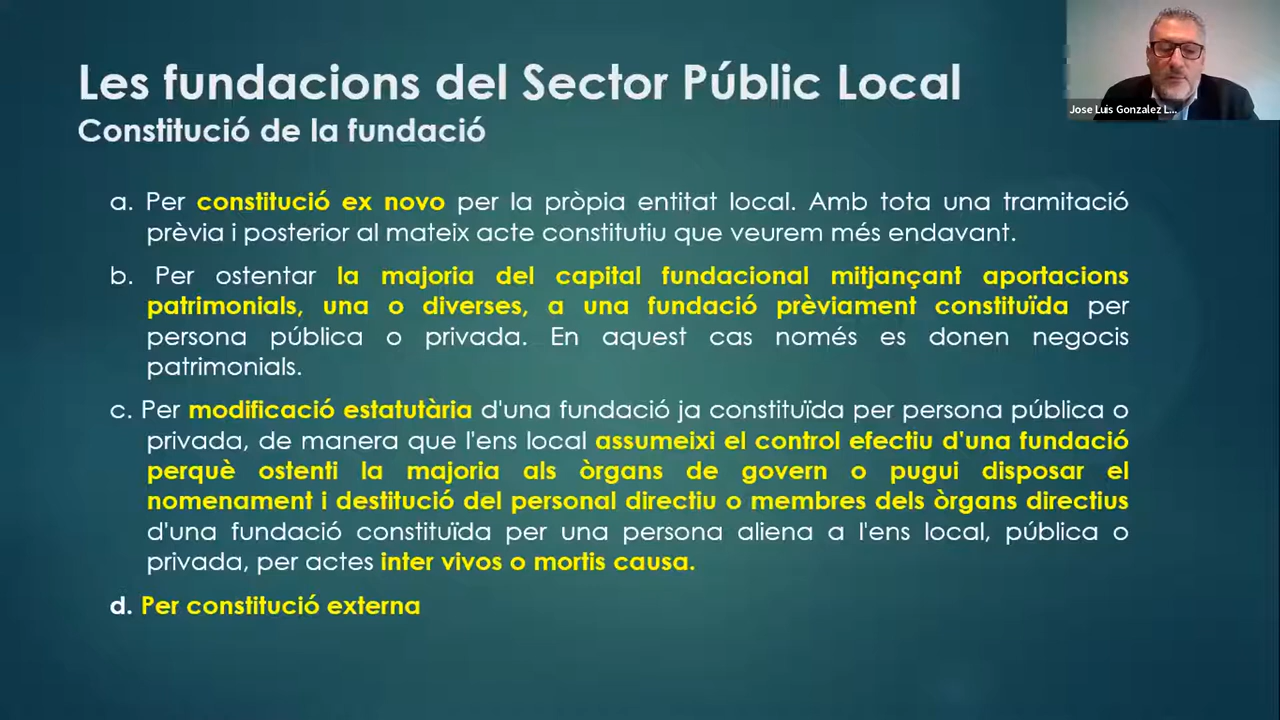 Les fundacions del Sector Públic Local
Constitució de la fundació
Jose Luis Gonzalez L...
a. Per constitució ex novo per la pròpia entitat local. Amb tota una tramitació
prèvia i posterior al mateix acte constitutiu que veurem més endavant.
b. Per ostentar la majoria del capital fundacional mitjançant aportacions
patrimonials, una o diverses, a una fundació prèviament constituïda per
persona pública o privada. En aquest cas només es donen negocis
patrimonials.
c. Per modificació estatutària d'una fundació ja constituïda per persona pública o
privada, de manera que l'ens local assumeixi el control efectiu d'una fundació
perquè ostenti la majoria als òrgans de govern o pugui disposar el
nomenament i destitució del personal directiu o membres dels òrgans directius
d'una fundació constituïda per una persona aliena a l'ens local, pública o
privada, per actes inter vivos o mortis causa.
d. Per constitució externa